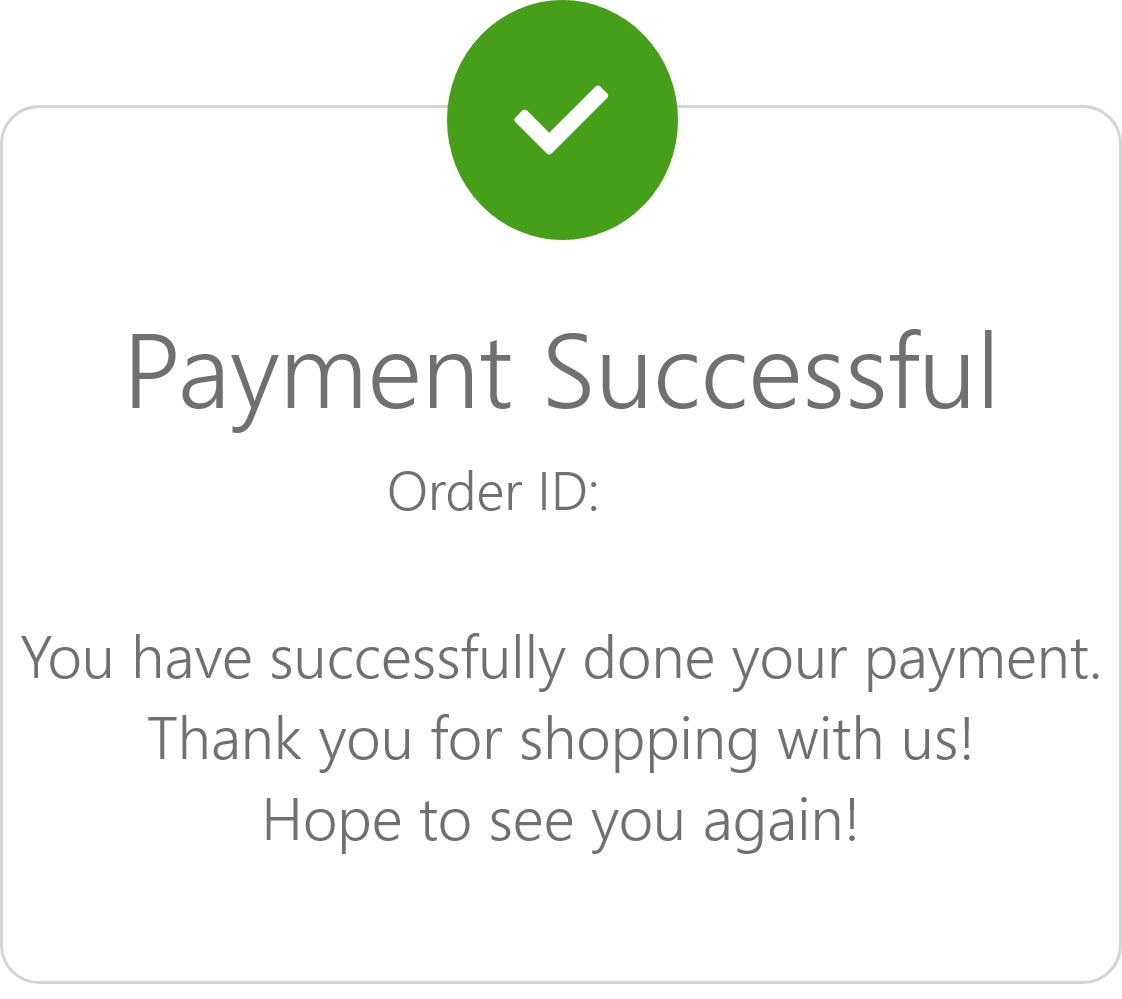 Payment Successful
Order ID:
You have successfully done your payment.
Thank you for shopping with us!
Hope to see you again!